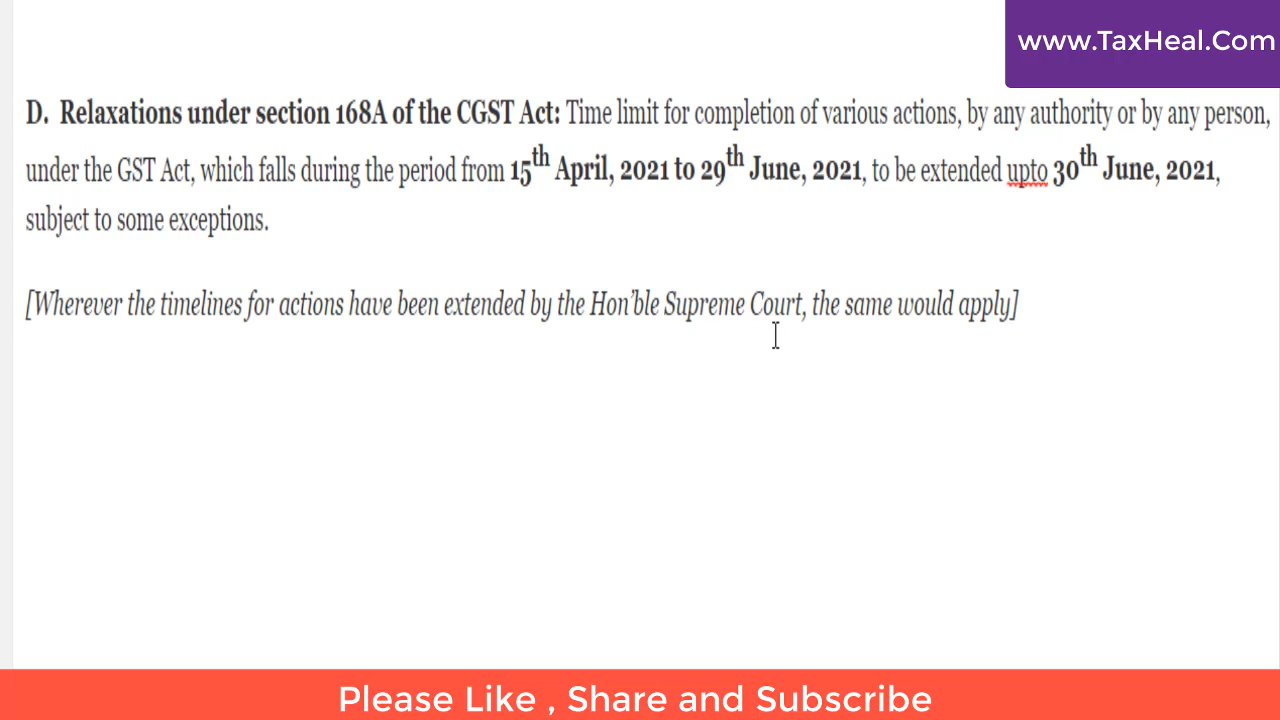 www.TaxHeal.Com
D. Relaxations under section 168A of the CGST Act: Time limit for completion of various actions, by any authority or by any person,
under the GST Act, which falls during the period from 15th April, 2021 to 29th June, 2021, to be extended upto 30th June, 2021,
subject to some exceptions.
[Wherever the timelines for actions have been extended by the Hon’ble Supreme Court, the same would apply]
Please Like , Share and Subscribe